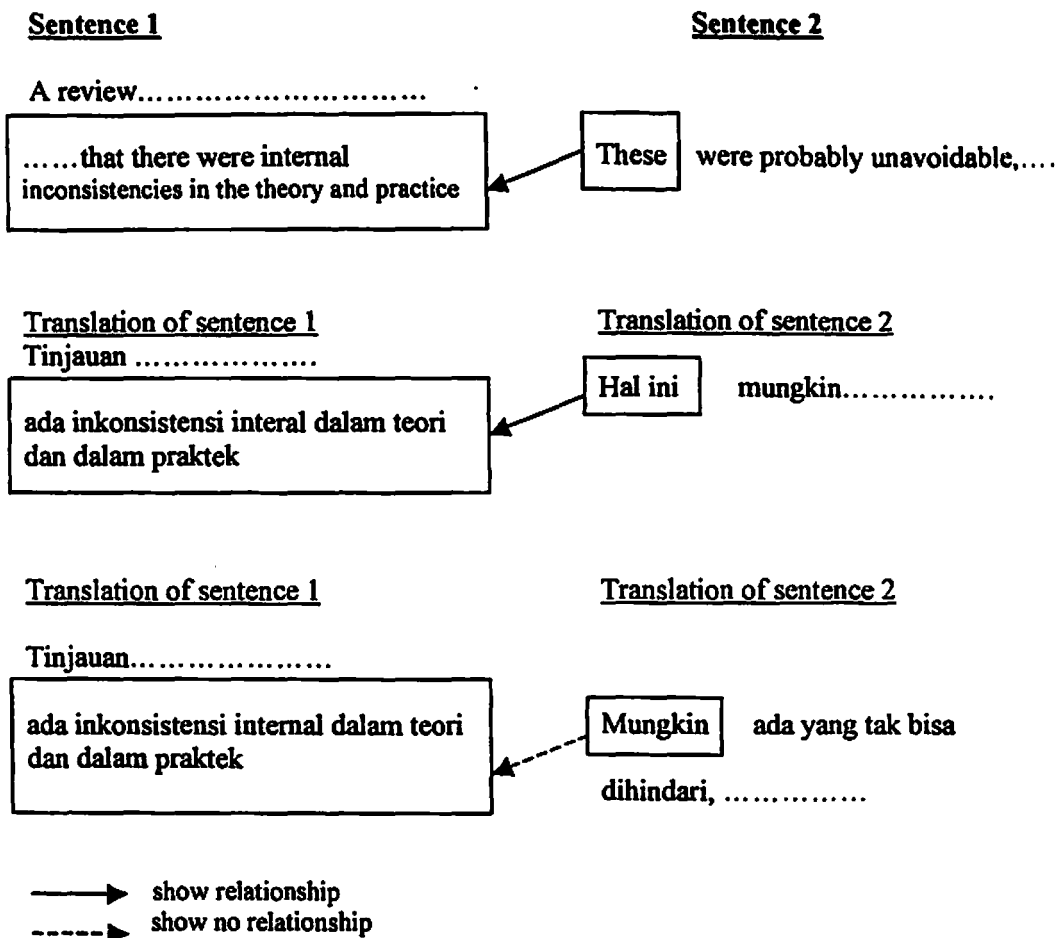 Sentence 1
Sentence 2
A review………………………….
……that there were internal
inconsistencies in the theory and practice
These were probably unavoidable,….
Translation of sentence 1
Translation of sentence 2
Tinjauan ………………….
ada inkonsistensi interal dalam teori
dan dalam praktek
Hal ini mungkin…………….
Translation of sentence 1
Translation of sentence 2
Tinjauan…………………
ada inkonsistensi internal dalam teori
dan dalam praktek
Mungkin ada yang tak bisa
dihindari, ……………
show relationship
show no relationship